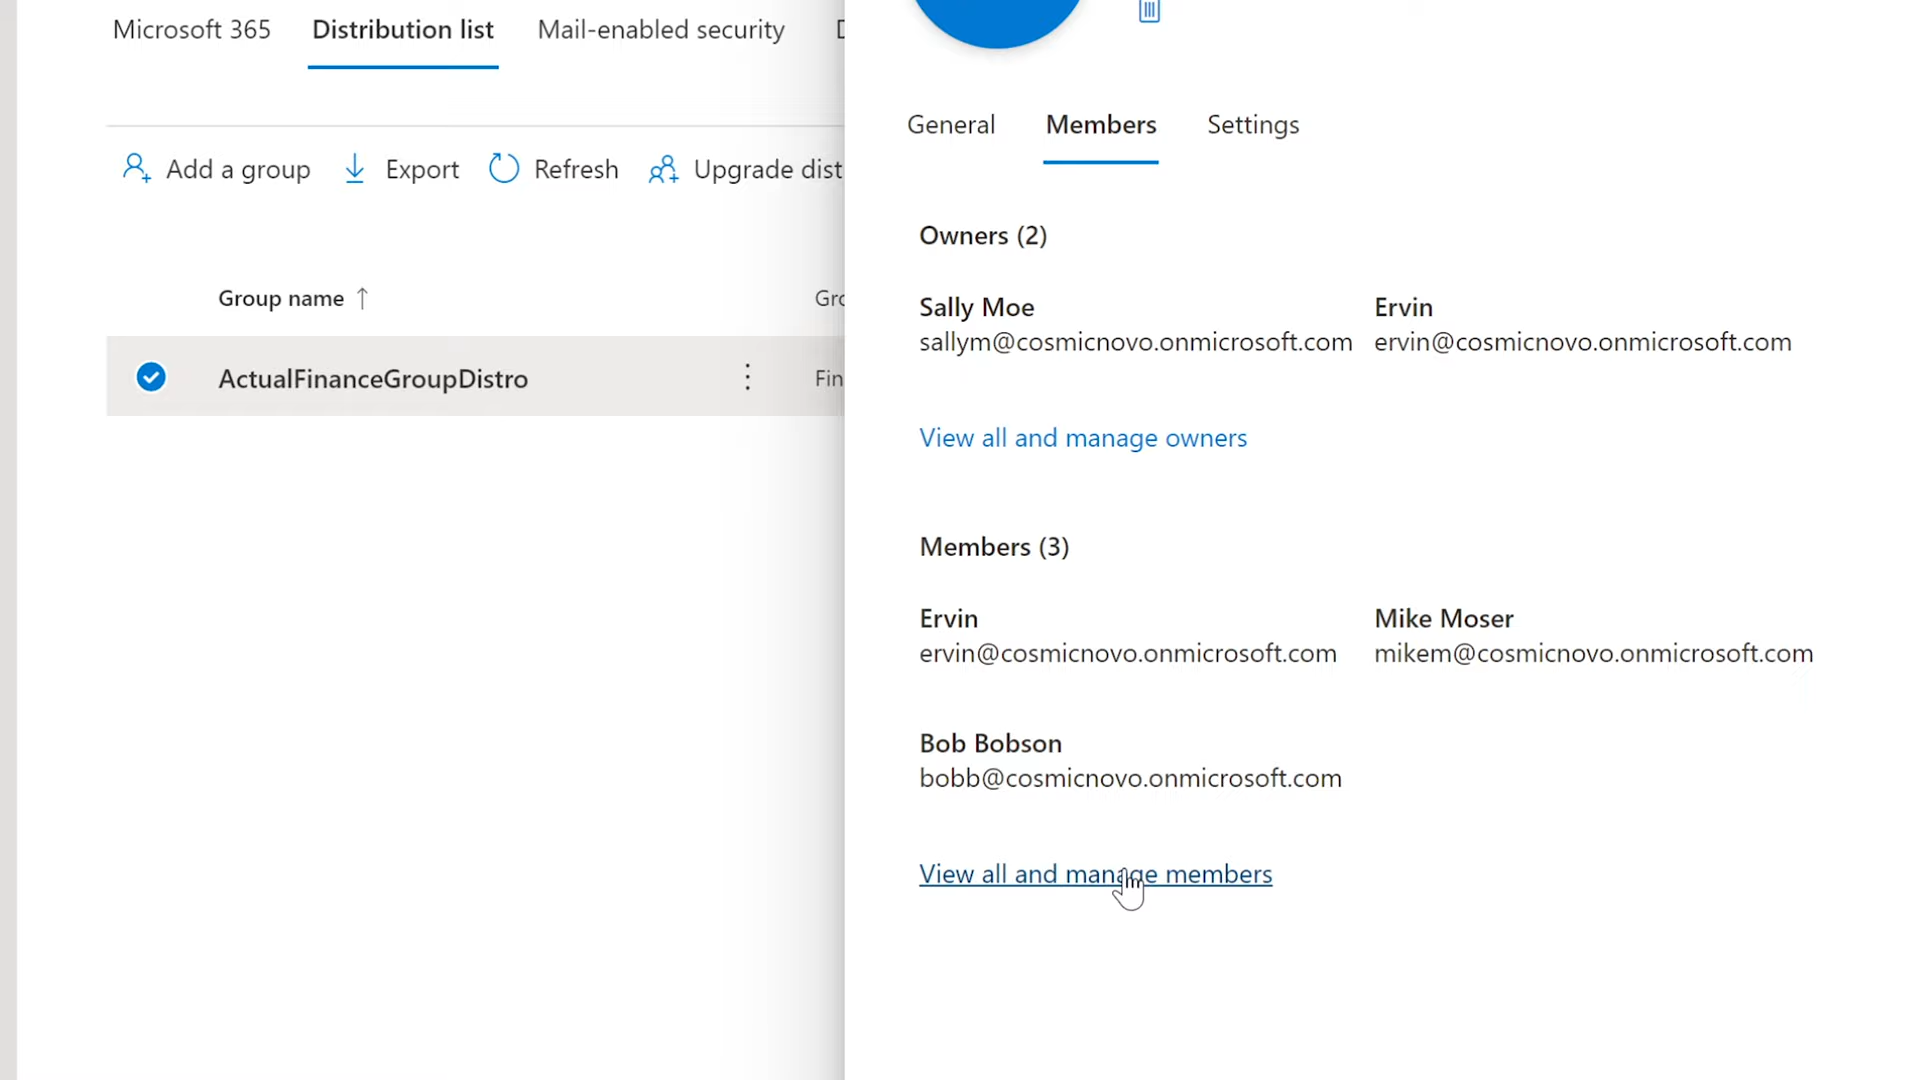 Microsoft 365
Distribution list
Mail-enabled security
Add a group
Export
Refresh
Upgrade dist
Group name ↑
Gro
ActualFinanceGroupDistro
Fin
General
Members
Settings
Owners (2)
Sally Moe
sallym@cosmicnovo.onmicrosoft.com
Ervin
ervin@cosmicnovo.onmicrosoft.com
View all and manage owners
Members (3)
Ervin
ervin@cosmicnovo.onmicrosoft.com
Mike Moser
mikem@cosmicnovo.onmicrosoft.com
Bob Bobson
bobb@cosmicnovo.onmicrosoft.com
View all and manage members